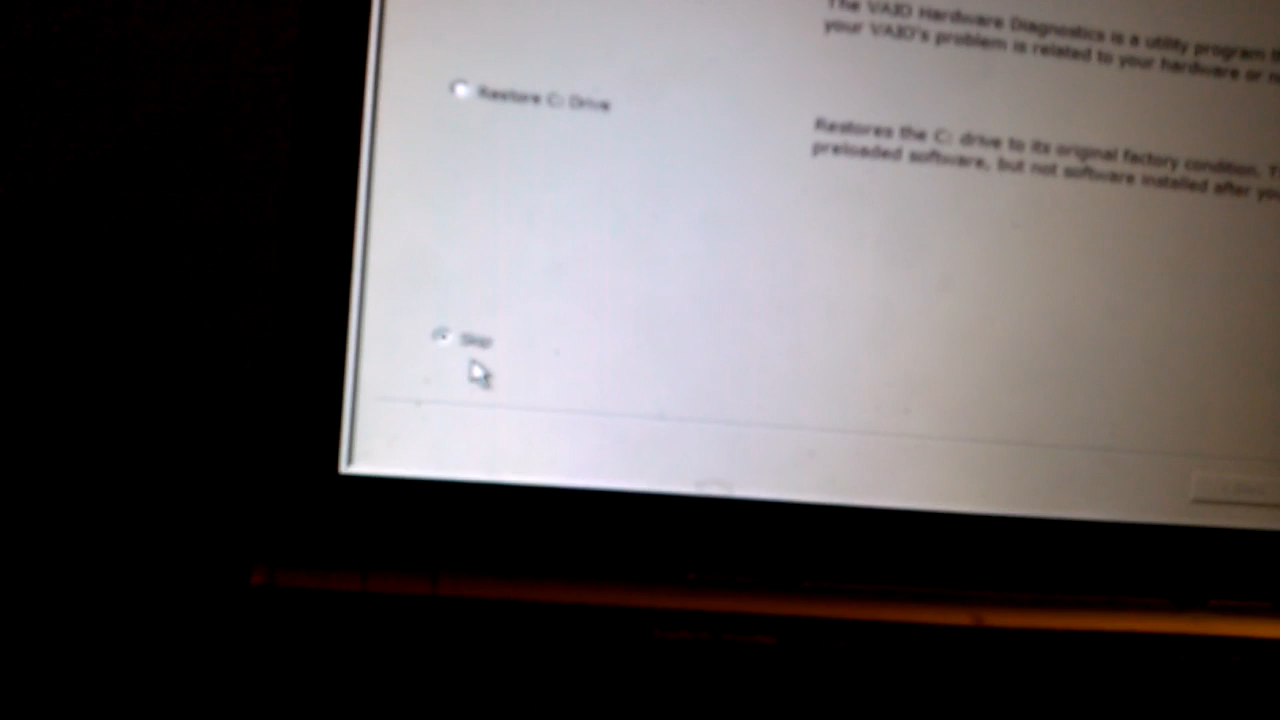 The VAIO Hardware Diagnostics is a utility program
your VAIO's problem is related to your hardware or
Restore C: Drive
Restores the C: drive to its original factory condition.
preloaded software, but not software installed after
Skip